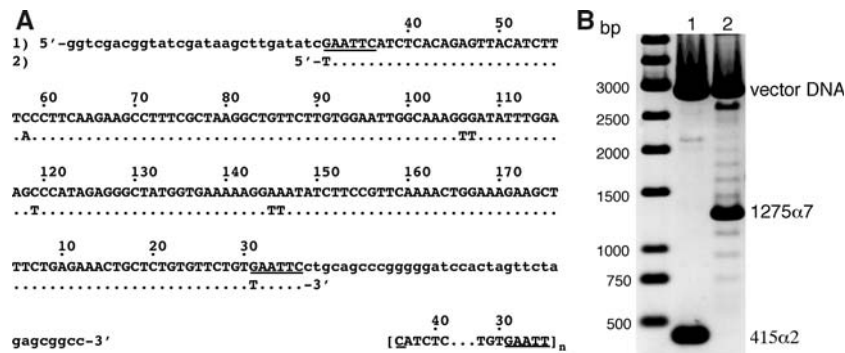 A
40 50
1) 5'-ggtcgacggtatcgataagcttgatatcGAATTCATCTCACAGAGTTACATCTT
2) 5'-T..........................
60 70 80 90 100 110
TCCCTTCAAGAAGCCTTTCGCTAAGGCTGTTCTTGTGGAATTGGCAAAGGGATATTTGGA
.A...............................................TT.........
120 130 140 150 160 170
AGCCCATAGAGGGCTATGGTGAAAAAGGAAATATCTTCCGTTCAAAACTGGAAAGAAGCT
..T.........................TT..............................
10 20 30
TTCTGAGAAACTGCTCTGTGTTCTGTGAATTCctgcagcccgggggatccactagttcta
..........................T.....-3'
40 30
gagcggcc-3' [CATCTC...TGTGAATT]n
B
bp 1 2
3000 vector DNA
2500
2000
1500
1275α7
1000
750
500
415α2